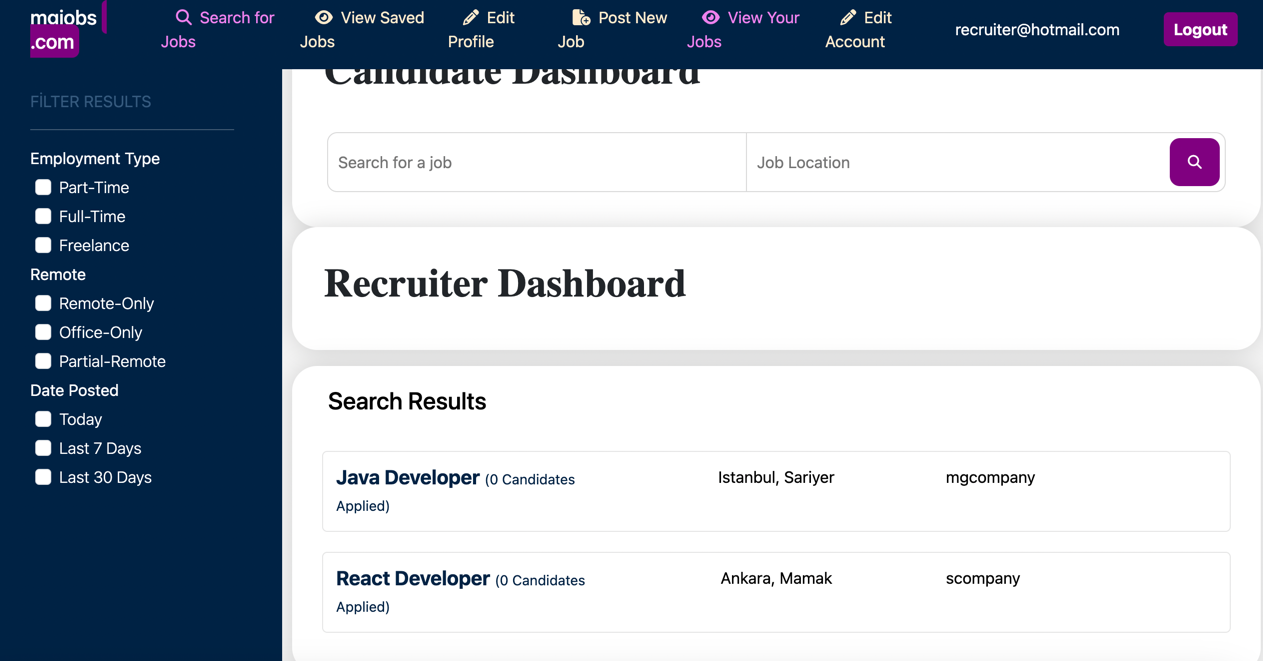 maiobs
.com
Search for
Jobs
View Saved
Jobs
Edit
Profile
Post New
Job
View Your
Jobs
Edit
Account
recruiter@hotmail.com
Logout
FİLTER RESULTS
Employment Type
Part-Time
Full-Time
Freelance
Remote
Remote-Only
Office-Only
Partial-Remote
Date Posted
Today
Last 7 Days
Last 30 Days
Candidate Dashboard
Search for a job
Job Location
Recruiter Dashboard
Search Results
Java Developer (0 Candidates
Applied)
Istanbul, Sariyer
mgcompany
React Developer (0 Candidates
Applied)
Ankara, Mamak
scompany